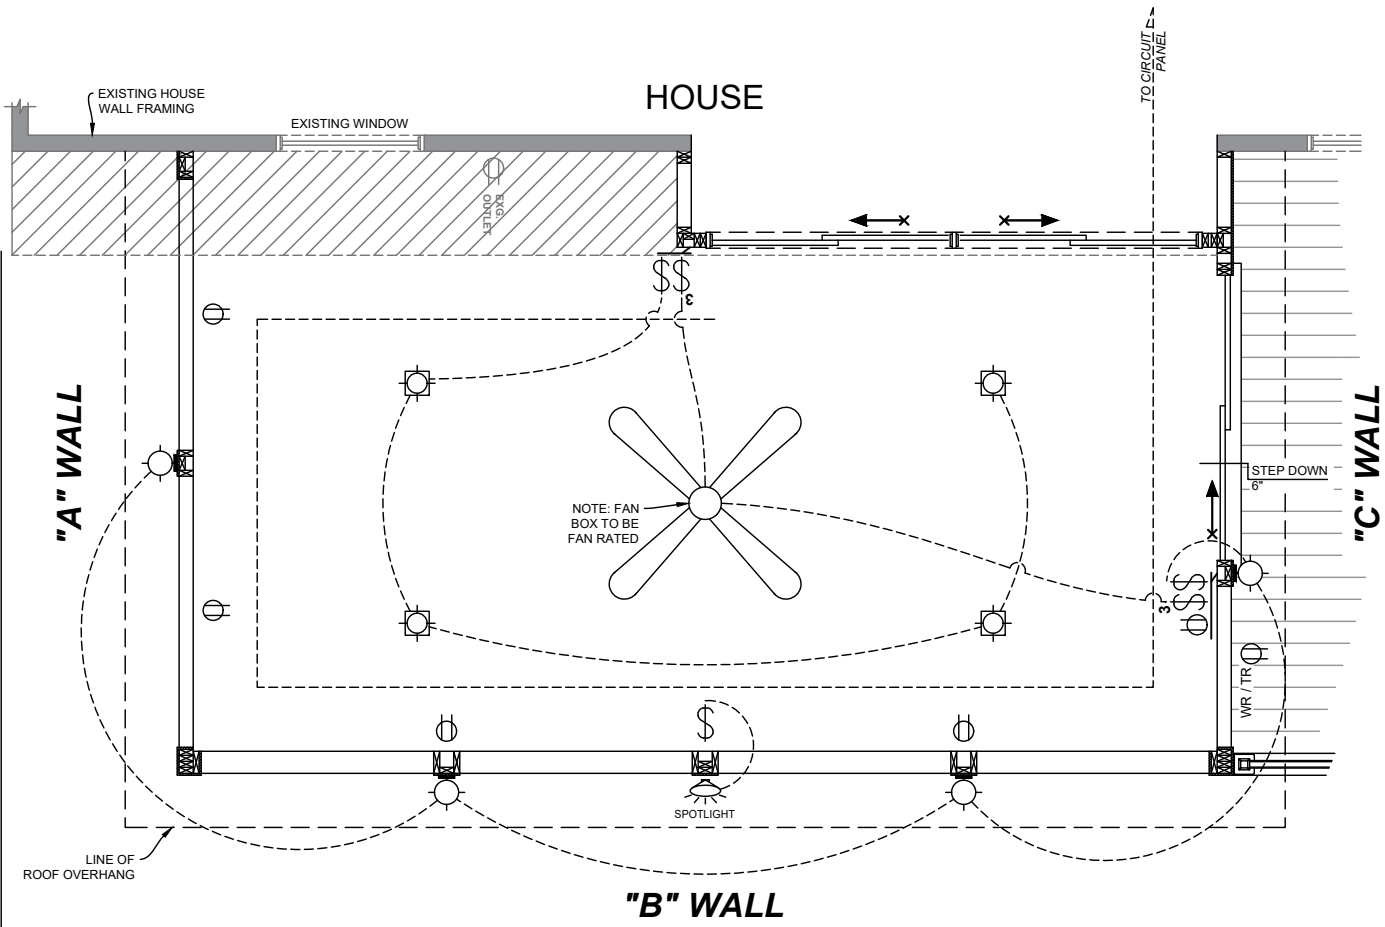 TO CIRCUIT
PANEL
HOUSE
EXISTING HOUSE
WALL FRAMING
EXISTING WINDOW
EXG.
OUTLET
$$
3
"A" WALL
"C" WALL
STEP DOWN
6"
NOTE: FAN
BOX TO BE
FAN RATED
$
$
3
WR / TR
$
SPOTLIGHT
LINE OF
ROOF OVERHANG
"B" WALL